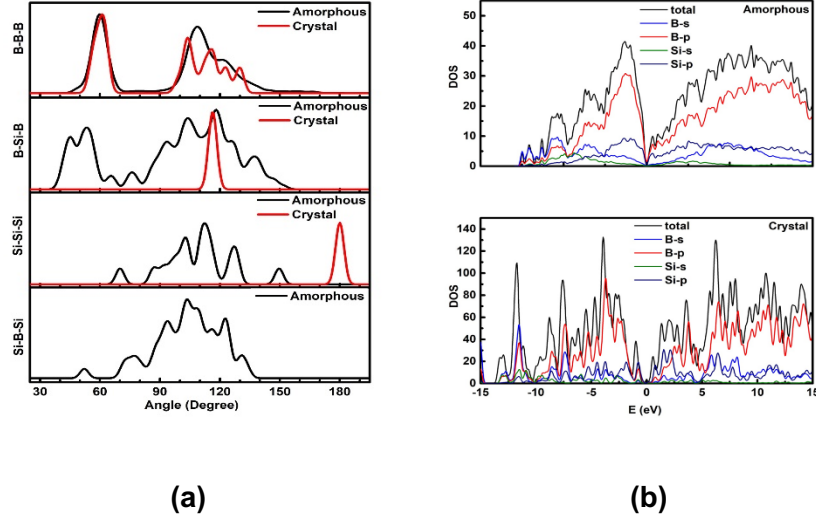 B-B-B
Amorphous
Crystal
B-Si-B
Amorphous
Crystal
Si-Si-Si
Amorphous
Crystal
Si-B-Si
Amorphous
30 60 90 120 150 180
Angle (Degree)
(a)
DOS
50
40
30
20
10
0
total
B-s
B-p
Si-s
Si-p
Amorphous
DOS
140
120
100
80
60
40
20
0
total
B-s
B-p
Si-s
Si-p
Crystal
-15 -10 -5 0 5 10 15
E (eV)
(b)